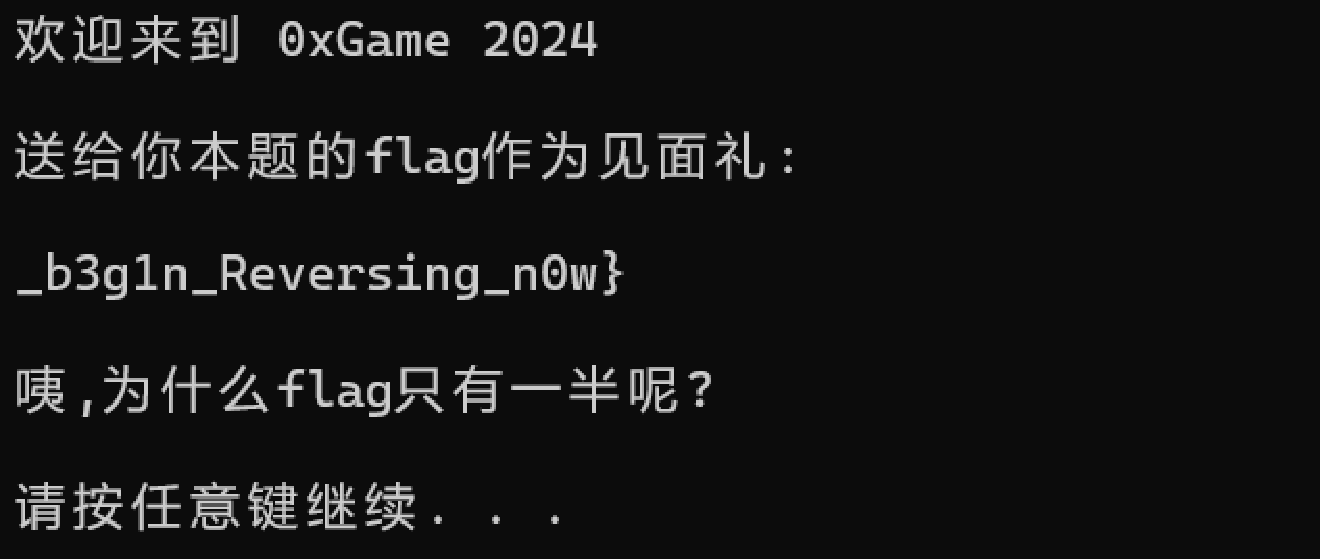 欢迎来到 0xGame 2024
送给你本题的flag作为见面礼:
_b3g1n_Reversing_n0w}
咦,为什么flag只有一半呢?
请按任意键继续. . .